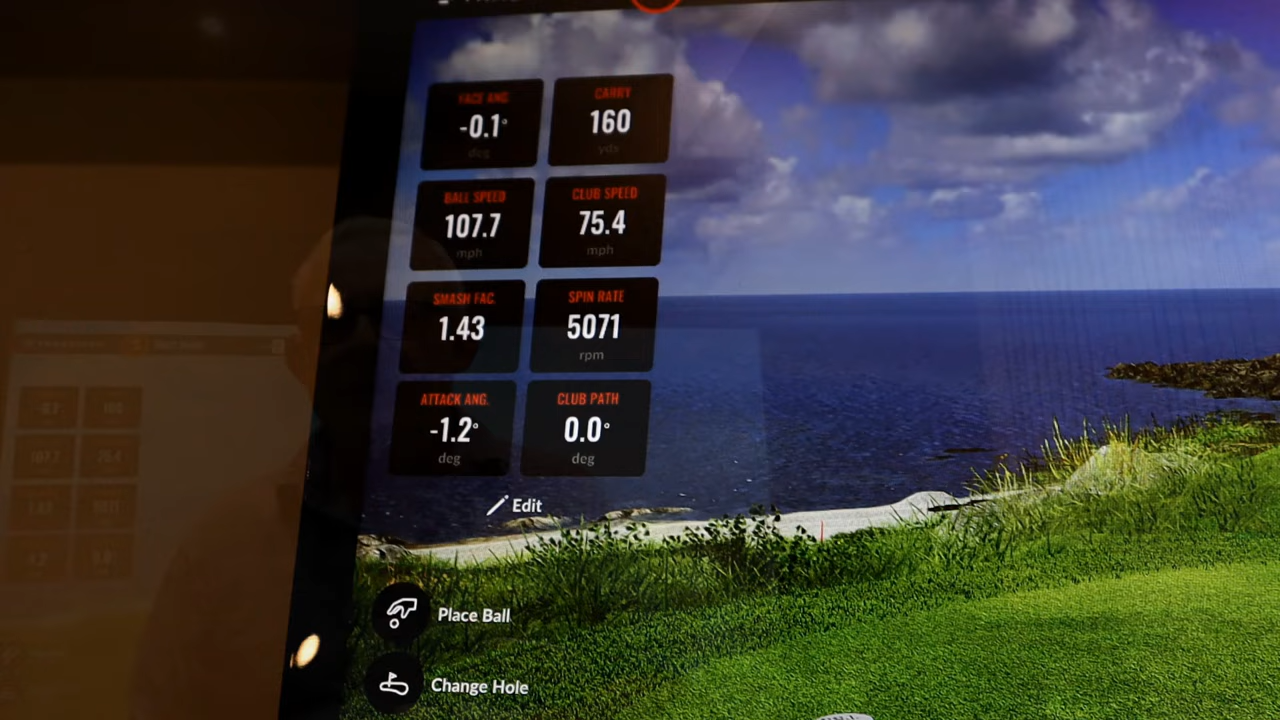 FACE ANG.
-0.1°
deg
CARRY
160
yds
BALL SPEED
107.7
mph
CLUB SPEED
75.4
mph
SMASH FAC.
1.43
SPIN RATE
5071
rpm
ATTACK ANG.
-1.2°
deg
CLUB PATH
0.0°
deg
Edit
Place Ball
Change Hole